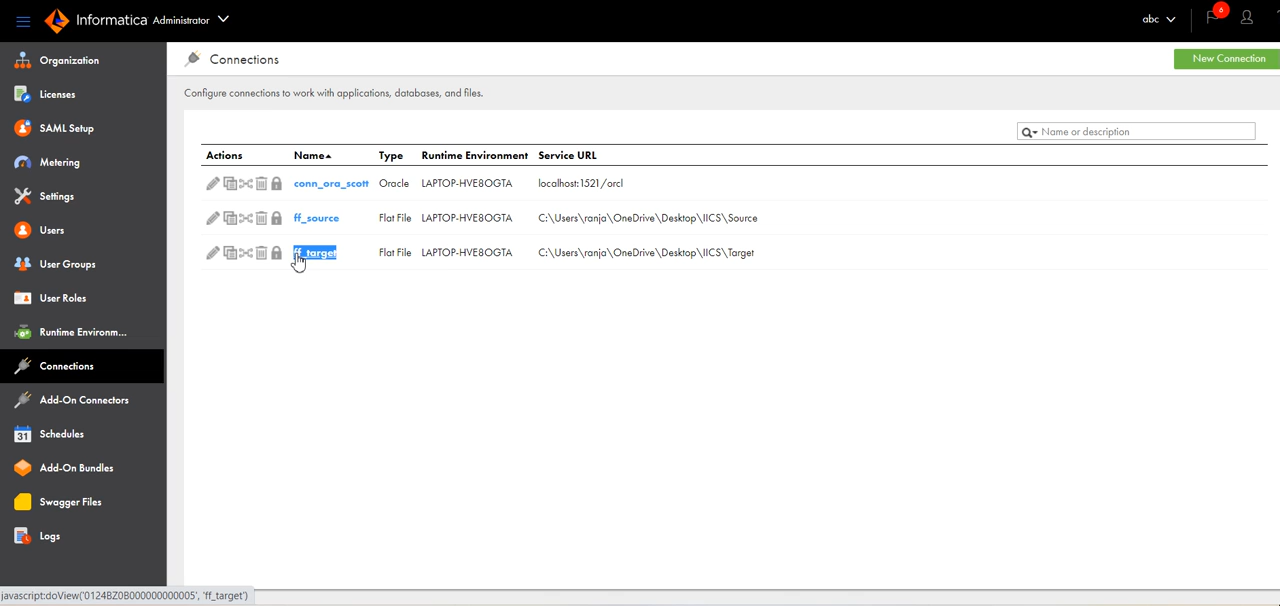 Informatica Administrator
abc
6
Organization
Licenses
SAML Setup
Metering
Settings
Users
User Groups
User Roles
Runtime Environm...
Connections
Add-On Connectors
31 Schedules
Add-On Bundles
Swagger Files
Logs
Connections
New Connection
Configure connections to work with applications, databases, and files.
Name or description
Actions Name Type Runtime Environment Service URL
conn_ora_scott Oracle LAPTOP-HVE8OGTA localhost:1521/orcl
ff_source Flat File LAPTOP-HVE8OGTA C:\Users\ranja\OneDrive\Desktop\IICS\Source
ff_target Flat File LAPTOP-HVE8OGTA C:\Users\ranja\OneDrive\Desktop\IICS\Target
javascript:doView('0124BZ0B000000000005', 'ff_target')